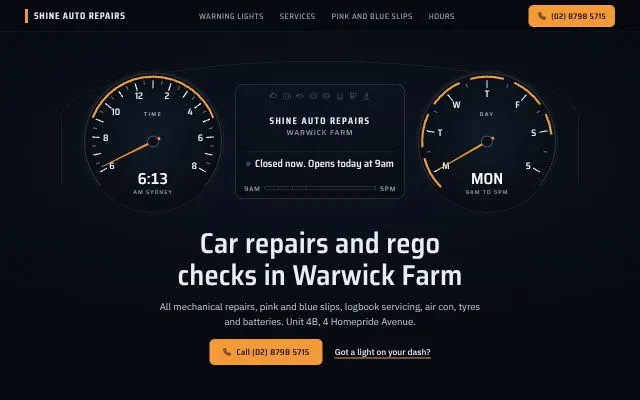 SHINE AUTO REPAIRS
WARNING LIGHTS
SERVICES
PINK AND BLUE SLIPS
HOURS
(02) 8798 5715
12
2
10
4
TIME
8
6
6
8
6:13
AM SYDNEY
SHINE AUTO REPAIRS
WARWICK FARM
Closed now. Opens today at 9am
9AM
5PM
T
W
F
DAY
T
S
M
S
MON
9AM TO 5PM
Car repairs and rego
checks in Warwick Farm
All mechanical repairs, pink and blue slips, logbook servicing, air con, tyres
and batteries. Unit 4B, 4 Homepride Avenue.
Call (02) 8798 5715
Got a light on your dash?